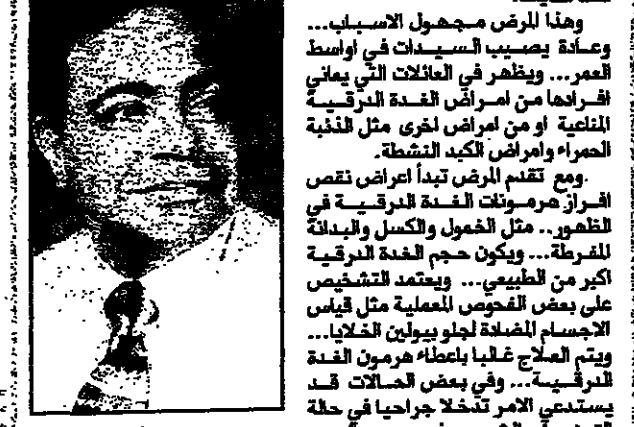 وهذا المرض مجهول الاسباب...
وعادة يصيب السيدات في اواسط
العمر... ويظهر في العائلات التي يعاني
افرادها من امراض الغدة الدرقية
المناعية او من امراض اخرى مثل الذئبة
الحمراء وامراض الكبد النشطة.
ومع تقدم المرض تبدأ اعراض نقص
افراز هرمونات الغدة الدرقية في
الظهور.. مثل الخمول والكسل والبدانة
المفرطة... ويكون حجم الغدة الدرقية
اكبر من الطبيعي... ويعتمد التشخيص
على بعض الفحوص المعملية مثل قياس
الاجسام المضادة لجلوبيولين الخلايا...
ويتم العلاج غالبا باعطاء هرمون الغدة
الدرقية... وفي بعض الحالات قد
يستدعي الامر تدخلا جراحيا في حالة